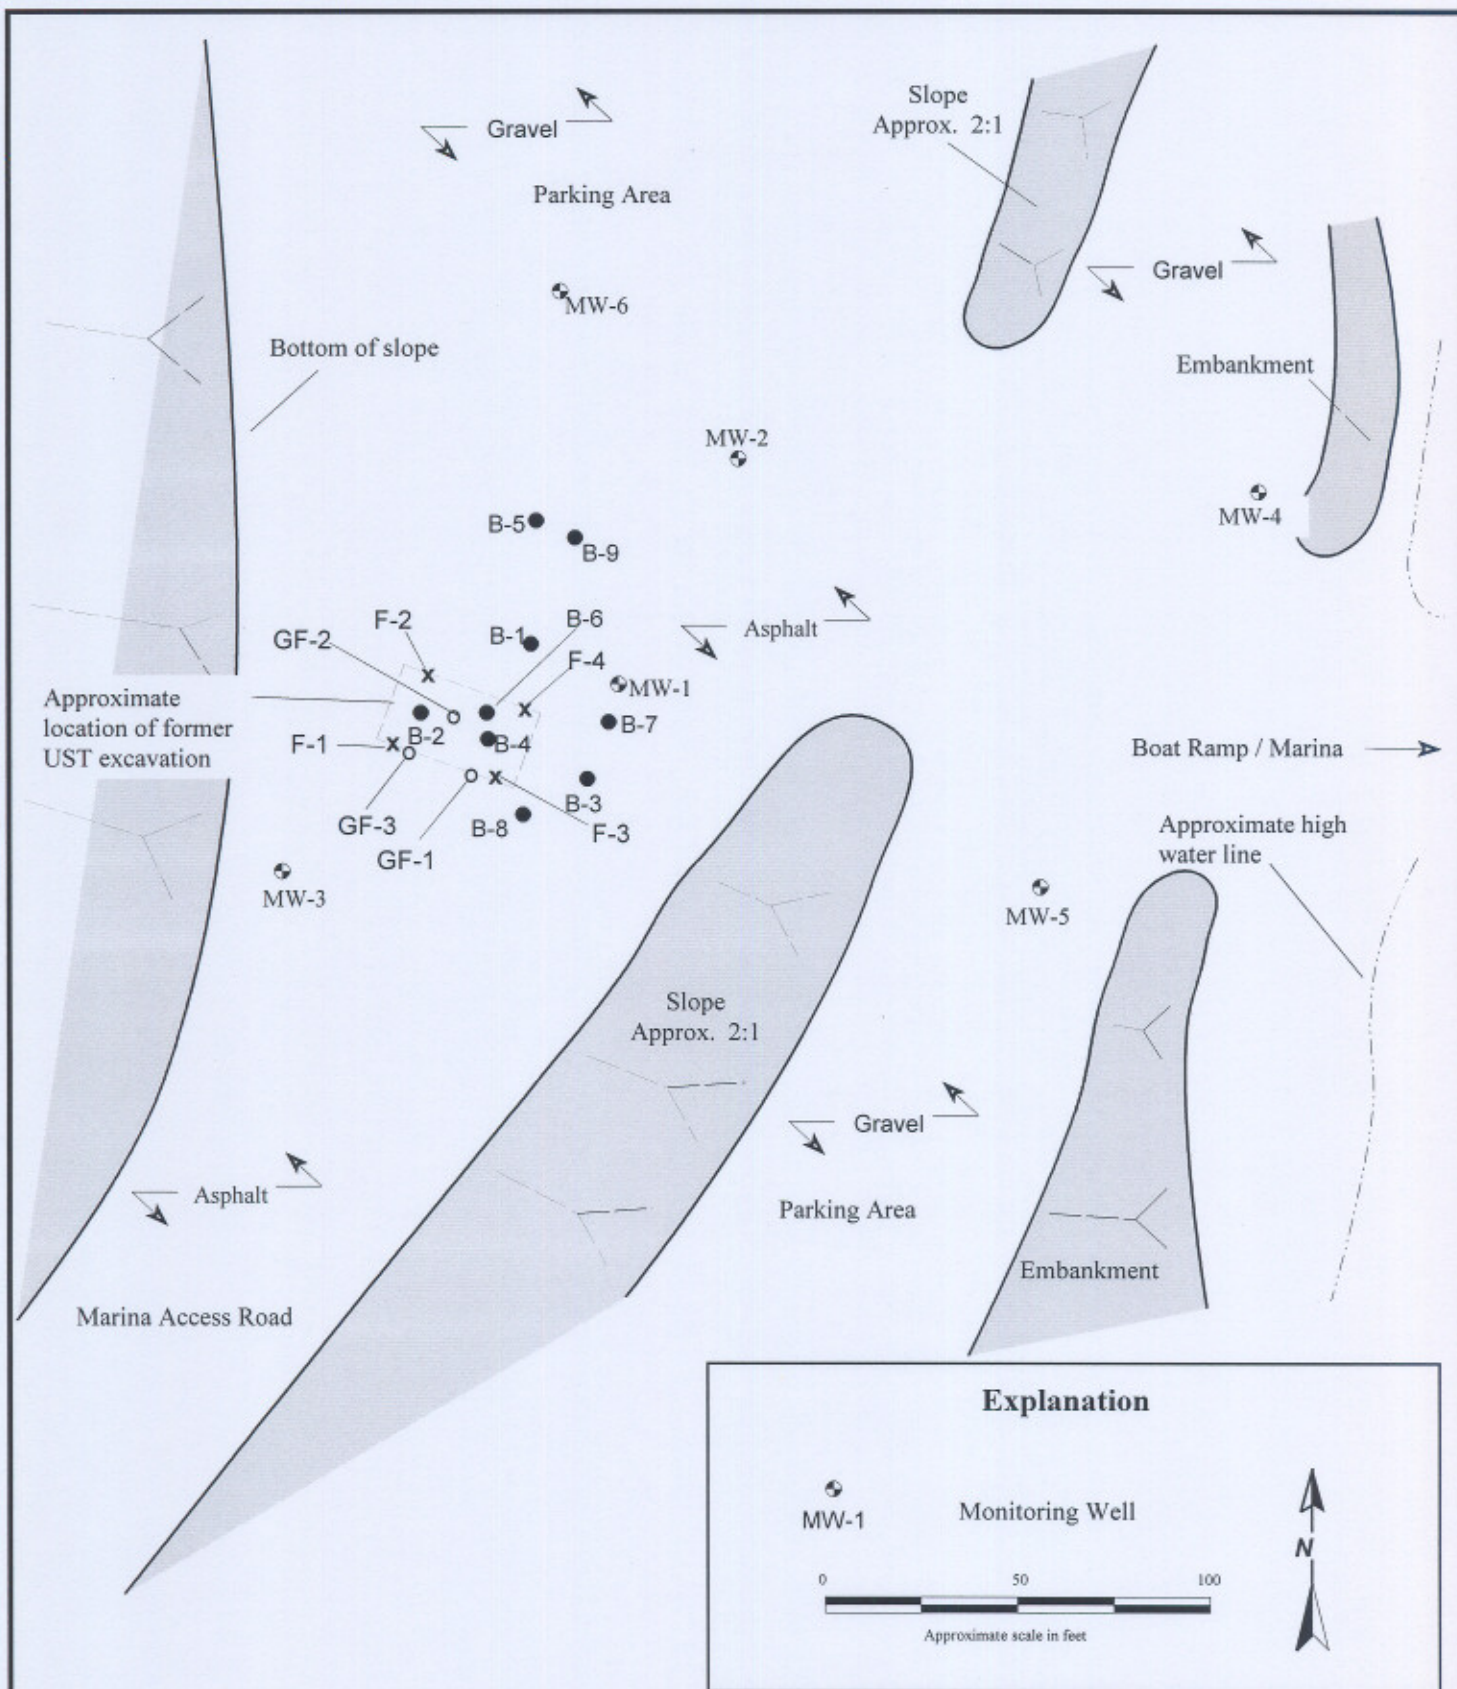 Slope
Approx. 2:1
Gravel
Parking Area
Gravel
MW-6
Bottom of slope
Embankment
MW-2
MW-4
B-5
B-9
F-2
B-6
B-1
Asphalt
GF-2
F-4
MW-1
Approximate
location of former
UST excavation
B-7
B-2
B-4
F-1
Boat Ramp / Marina
B-3
GF-3
B-8
F-3
Approximate high
water line
GF-1
MW-3
MW-5
Slope
Approx. 2:1
Gravel
Asphalt
Parking Area
Embankment
Marina Access Road
Explanation
MW-1
Monitoring Well
N
0 50 100
Approximate scale in feet